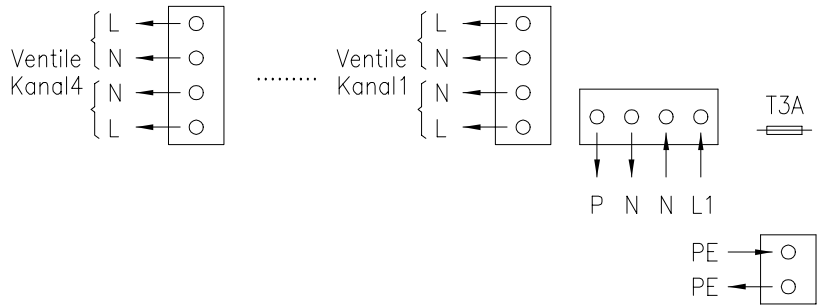 L
N
Ventile
Kanal4
N
L
.........
L
N
Ventile
Kanal1
N
L
P N N L1
T3A
PE
PE